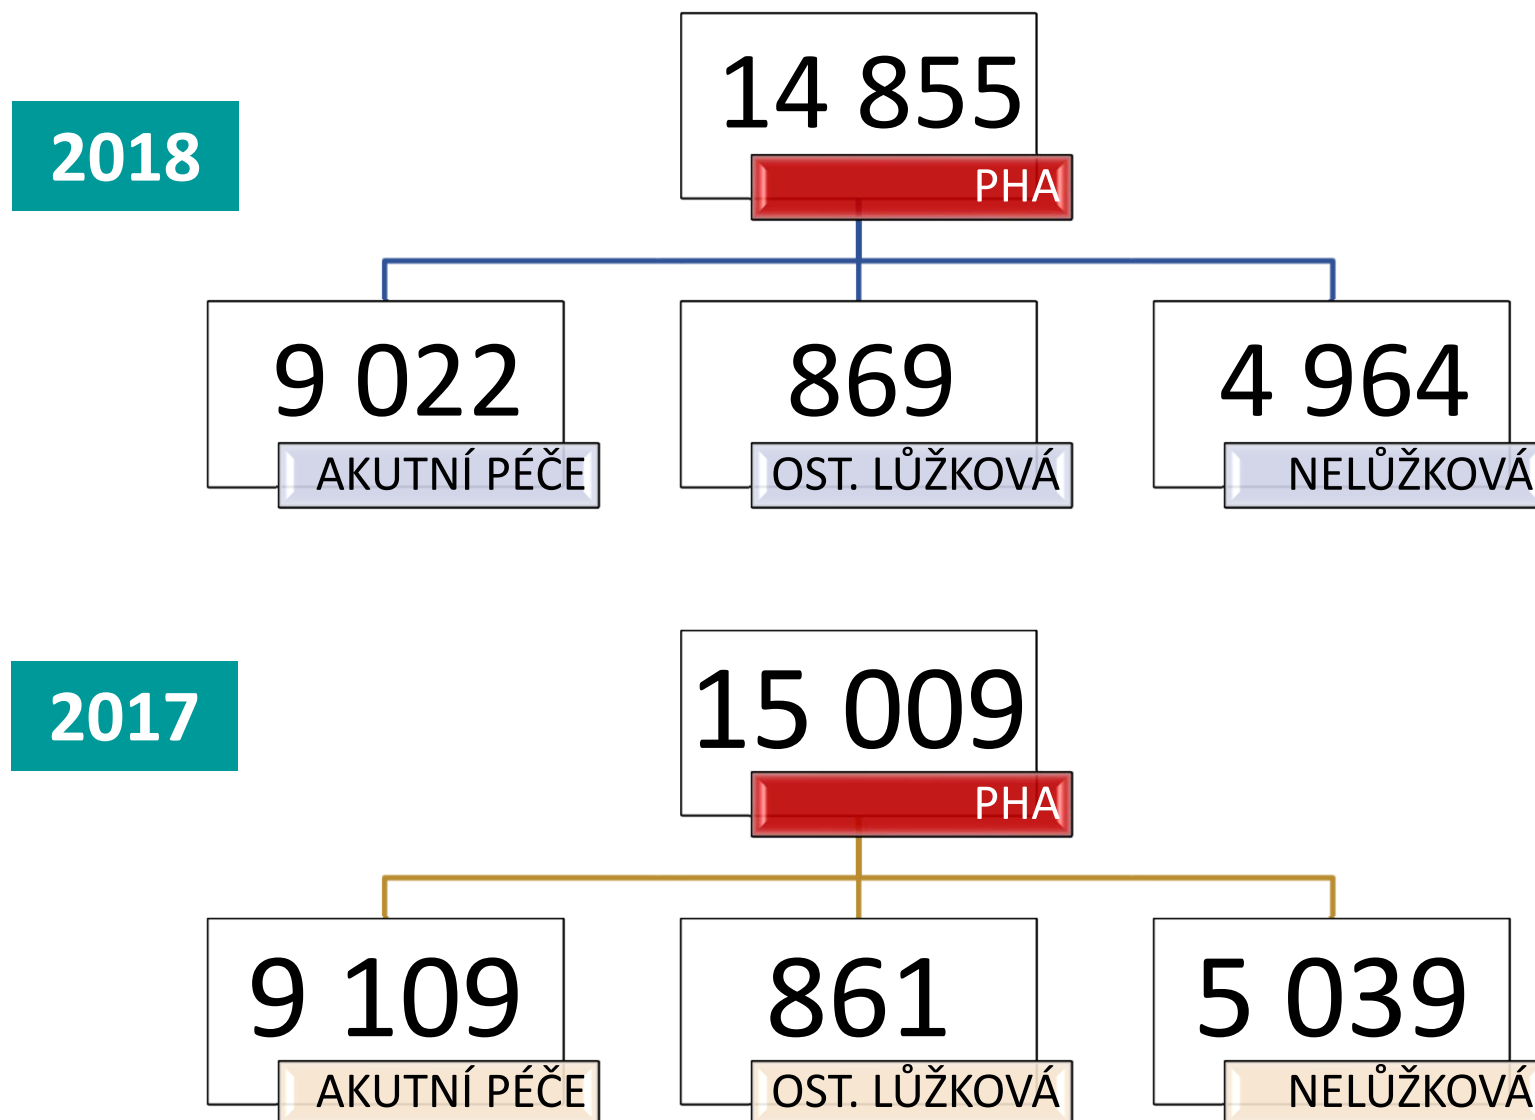 2018
14 855
PHA
9 022
AKUTNÍ PÉČE
869
OST. LŮŽKOVÁ
4 964
NELŮŽKOVÁ
2017
15 009
PHA
9 109
AKUTNÍ PÉČE
861
OST. LŮŽKOVÁ
5 039
NELŮŽKOVÁ